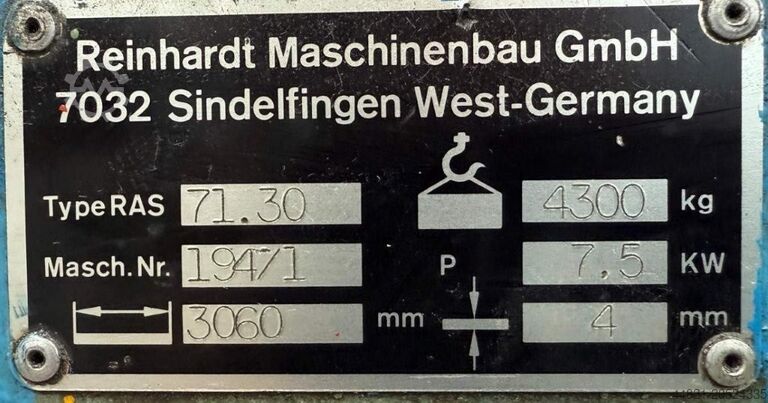 Reinhardt Maschinenbau GmbH
7032 Sindelfingen West-Germany
Type RAS 71.30 4300 kg
Masch.Nr. 194/1 P 7.5 KW
3060 mm 4 mm